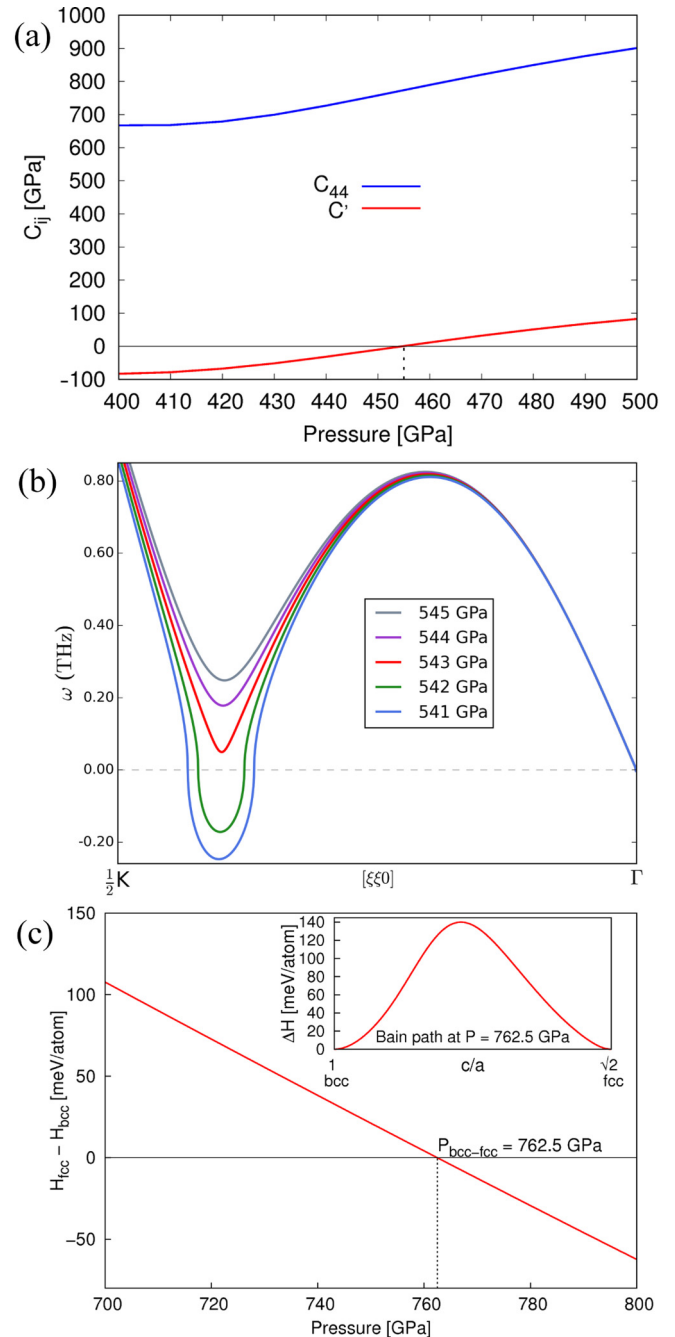 (a)
1000
900
800
700
600
500
400
300
200
100
0
-100
C_ij [GPa]
C_44
C'
400 410 420 430 440 450 460 470 480 490 500
Pressure [GPa]
(b)
0.80
0.60
0.40
0.20
0.00
-0.20
ω (THz)
545 GPa
544 GPa
543 GPa
542 GPa
541 GPa
½K [ξξ0] Γ
(c)
150
100
50
0
−50
H_fcc − H_bcc [meV/atom]
140
120
100
80
60
40
20
0
ΔH [meV/atom]
Bain path at P = 762.5 GPa
1 c/a √2
bcc fcc
P_bcc−fcc = 762.5 GPa
700 720 740 760 780 800
Pressure [GPa]